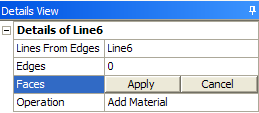 Details View
Details of Line6
Lines From Edges Line6
Edges 0
Faces Apply Cancel
Operation Add Material